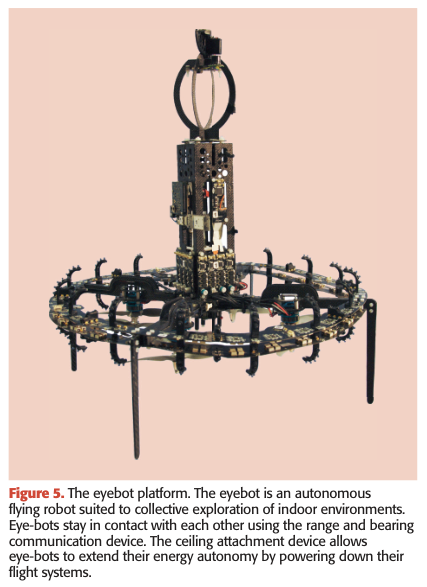 Figure 5. The eyebot platform. The eyebot is an autonomous
flying robot suited to collective exploration of indoor environments.
Eye-bots stay in contact with each other using the range and bearing
communication device. The ceiling attachment device allows
eye-bots to extend their energy autonomy by powering down their
flight systems.